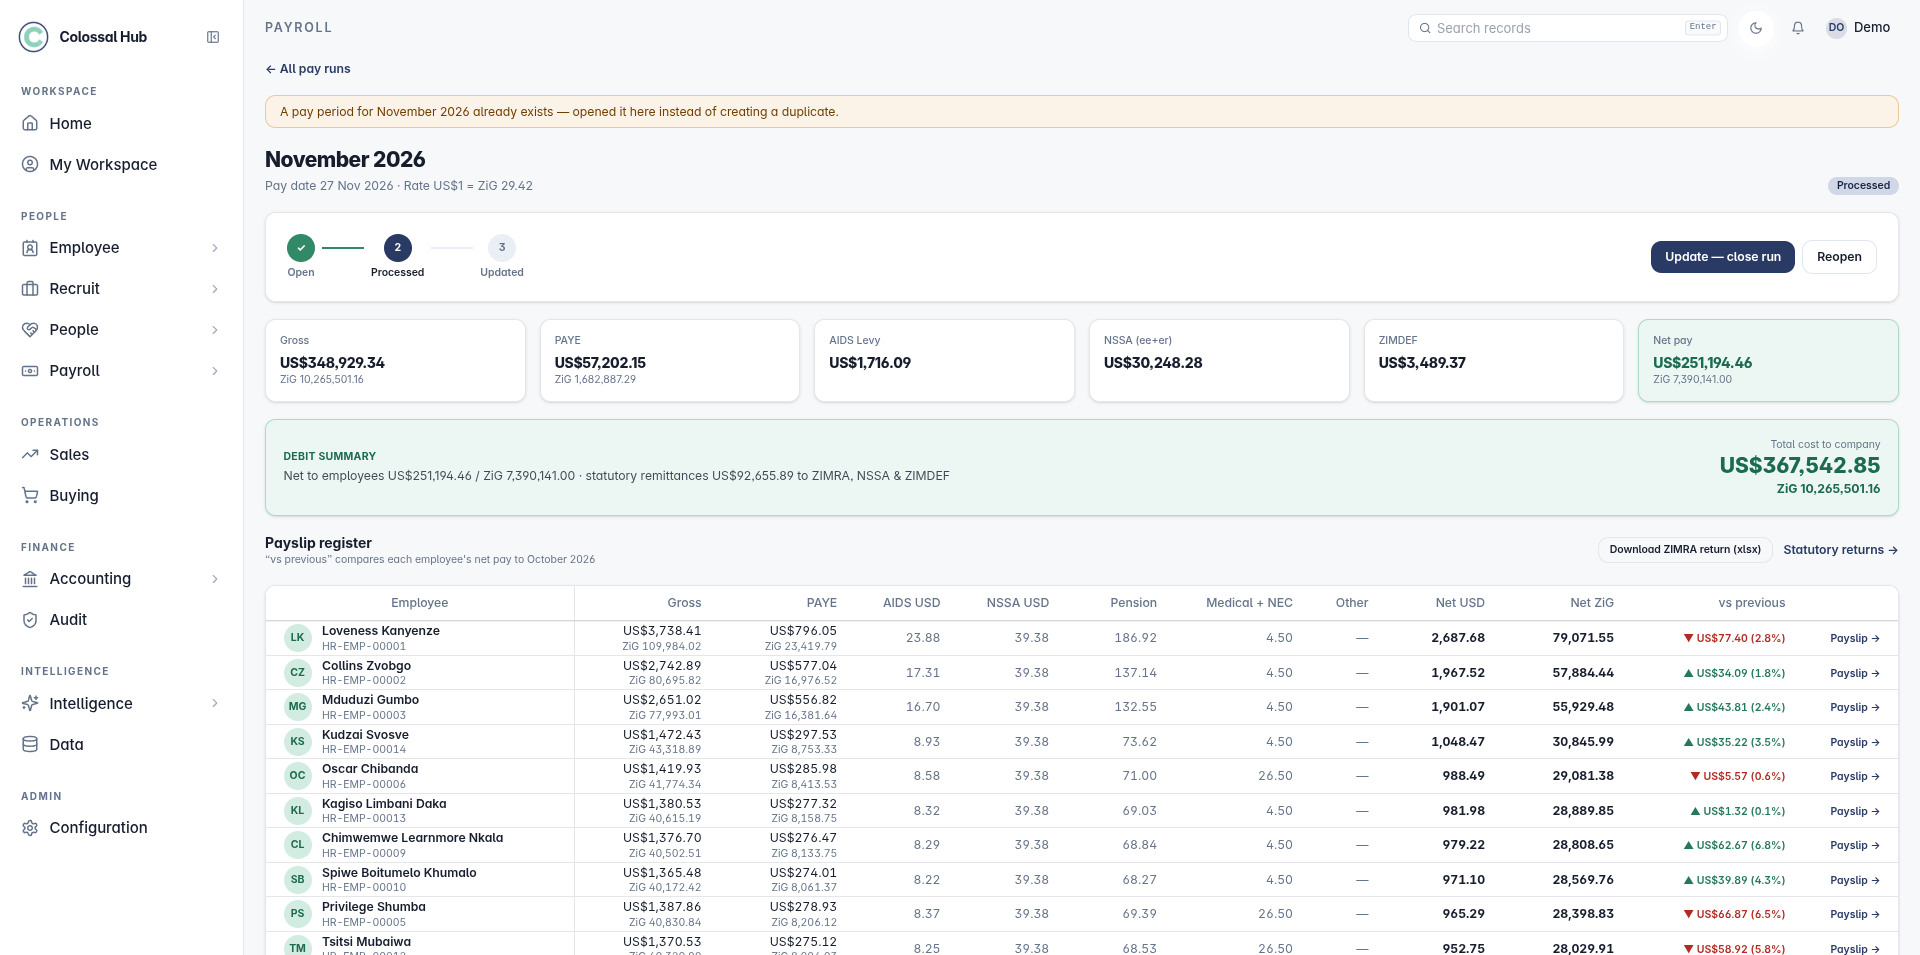 Colossal Hub
WORKSPACE
Home
My Workspace
PEOPLE
Employee
Recruit
People
Payroll
OPERATIONS
Sales
Buying
FINANCE
Accounting
Audit
INTELLIGENCE
Intelligence
Data
ADMIN
Configuration
PAYROLL
Search records
Enter
DO
Demo
← All pay runs
A pay period for November 2026 already exists — opened it here instead of creating a duplicate.
November 2026
Pay date 27 Nov 2026 · Rate US$1 = ZiG 29.42
Processed
✓ 2 3
Open Processed Updated
Update — close run
Reopen
Gross
US$348,929.34
ZiG 10,265,501.16
PAYE
US$57,202.15
ZiG 1,682,887.29
AIDS Levy
US$1,716.09
NSSA (ee+er)
US$30,248.28
ZIMDEF
US$3,489.37
Net pay
US$251,194.46
ZiG 7,390,141.00
DEBIT SUMMARY
Net to employees US$251,194.46 / ZiG 7,390,141.00 · statutory remittances US$92,655.89 to ZIMRA, NSSA & ZIMDEF
Total cost to company
US$367,542.85
ZiG 10,265,501.16
Payslip register
"vs previous" compares each employee's net pay to October 2026
Download ZIMRA return (xlsx)
Statutory returns →
Employee Gross PAYE AIDS USD NSSA USD Pension Medical + NEC Other Net USD Net ZiG vs previous
LK Loveness Kanyenze US$3,738.41 US$796.05 23.88 39.38 186.92 4.50 — 2,687.68 79,071.55 ▼ US$77.40 (2.8%) Payslip →
HR-EMP-00001 ZiG 109,984.02 ZiG 23,419.79
CZ Collins Zvobgo US$2,742.89 US$577.04 17.31 39.38 137.14 4.50 — 1,967.52 57,884.44 ▲ US$34.09 (1.8%) Payslip →
HR-EMP-00002 ZiG 80,695.82 ZiG 16,976.52
MG Mduduzi Gumbo US$2,651.02 US$556.82 16.70 39.38 132.55 4.50 — 1,901.07 55,929.48 ▲ US$43.81 (2.4%) Payslip →
HR-EMP-00003 ZiG 77,993.01 ZiG 16,381.64
KS Kudzai Svosve US$1,472.43 US$297.53 8.93 39.38 73.62 4.50 — 1,048.47 30,845.99 ▲ US$35.22 (3.5%) Payslip →
HR-EMP-00014 ZiG 43,318.89 ZiG 8,753.33
OC Oscar Chibanda US$1,419.93 US$285.98 8.58 39.38 71.00 26.50 — 988.49 29,081.38 ▼ US$5.57 (0.6%) Payslip →
HR-EMP-00006 ZiG 41,774.34 ZiG 8,413.53
KL Kagiso Limbani Daka US$1,380.53 US$277.32 8.32 39.38 69.03 4.50 — 981.98 28,889.85 ▲ US$1.32 (0.1%) Payslip →
HR-EMP-00013 ZiG 40,615.19 ZiG 8,158.75
CL Chimwemwe Learnmore Nkala US$1,376.70 US$276.47 8.29 39.38 68.84 4.50 — 979.22 28,808.65 ▲ US$62.67 (6.8%) Payslip →
HR-EMP-00009 ZiG 40,502.51 ZiG 8,133.75
SB Spiwe Boitumelo Khumalo US$1,365.48 US$274.01 8.22 39.38 68.27 4.50 — 971.10 28,569.76 ▲ US$39.89 (4.3%) Payslip →
HR-EMP-00010 ZiG 40,172.42 ZiG 8,061.37
PS Privilege Shumba US$1,387.86 US$278.93 8.37 39.38 69.39 26.50 — 965.29 28,398.83 ▼ US$66.87 (6.5%) Payslip →
HR-EMP-00005 ZiG 40,830.84 ZiG 8,206.12
TM Tsitsi Mubaiwa US$1,370.53 US$275.12 8.25 39.38 68.53 26.50 — 952.75 28,029.91 ▼ US$58.92 (5.8%) Payslip →